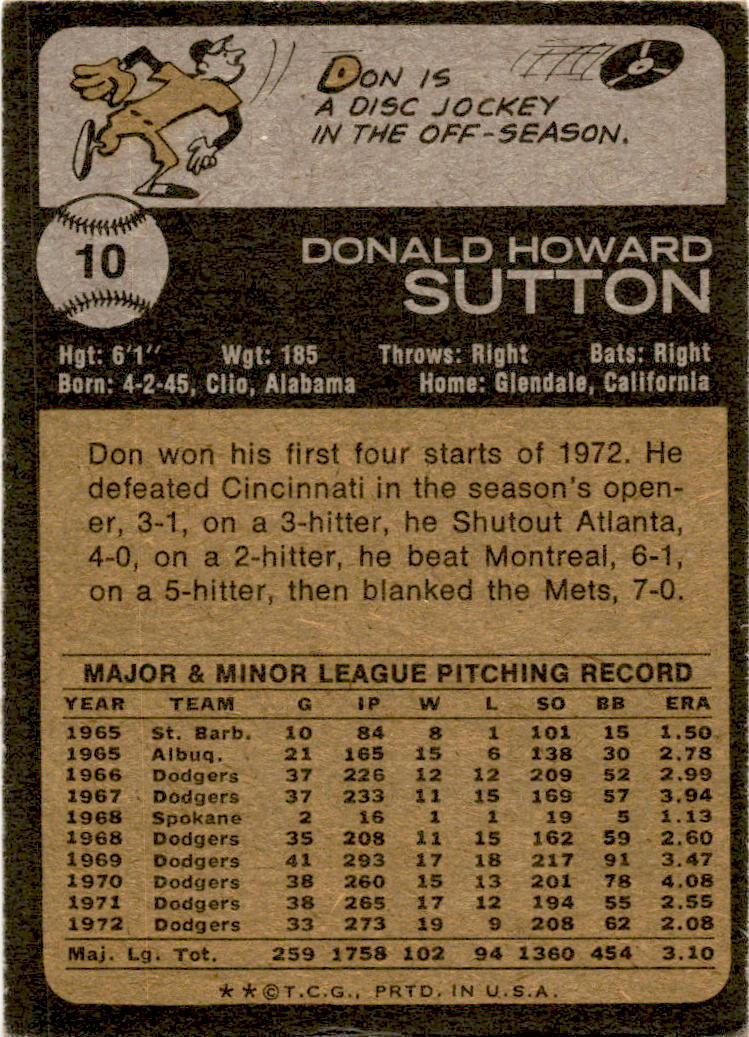 DON IS
A DISC JOCKEY
IN THE OFF-SEASON.
10
DONALD HOWARD
SUTTON
Hgt: 6'1" Wgt: 185 Throws: Right Bats: Right
Born: 4-2-45, Clio, Alabama Home: Glendale, California
Don won his first four starts of 1972. He
defeated Cincinnati in the season's open-
er, 3-1, on a 3-hitter, he Shutout Atlanta,
4-0, on a 2-hitter, he beat Montreal, 6-1,
on a 5-hitter, then blanked the Mets, 7-0.
MAJOR & MINOR LEAGUE PITCHING RECORD
YEAR TEAM G IP W L SO BB ERA
1965 St. Barb. 10 84 8 1 101 15 1.50
1965 Albuq. 21 165 15 6 138 30 2.78
1966 Dodgers 37 226 12 12 209 52 2.99
1967 Dodgers 37 233 11 15 169 57 3.94
1968 Spokane 2 16 1 1 19 5 1.13
1968 Dodgers 35 208 11 15 162 59 2.60
1969 Dodgers 41 293 17 18 217 91 3.47
1970 Dodgers 38 260 15 13 201 78 4.08
1971 Dodgers 38 265 17 12 194 55 2.55
1972 Dodgers 33 273 19 9 208 62 2.08
Maj. Lg. Tot. 259 1758 102 94 1360 454 3.10
**©T.C.G., PRTD. IN U.S.A.